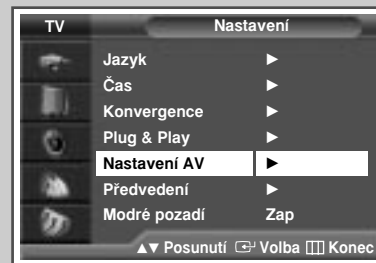 TV Nastavení
Jazyk ►
Čas ►
Konvergence ►
Plug & Play ►
Nastavení AV ►
Předvedení ►
Modré pozadí Zap
▲▼ Posunutí Volba Konec